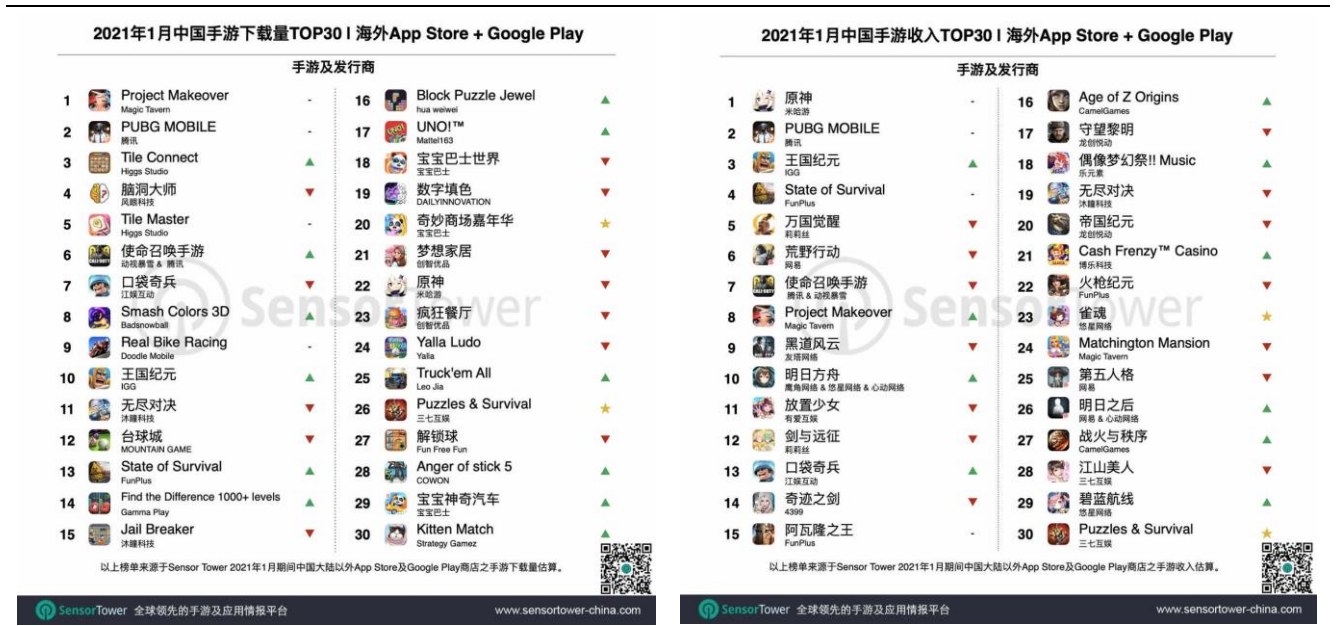 2021年1月中国手游下载量TOP30 I 海外App Store + Google Play
手游及发行商
1 Project Makeover -
Magic Tavern
2 PUBG MOBILE -
腾讯
3 Tile Connect ▲
Higgs Studio
4 脑洞大师 ▼
风眼科技
5 Tile Master -
Higgs Studio
6 使命召唤手游 ▲
动视暴雪 & 腾讯
7 口袋奇兵 ▼
江娱互动
8 Smash Colors 3D ▲
Badsnowball
9 Real Bike Racing -
Doodle Mobile
10 王国纪元 ▲
IGG
11 无尽对决 ▼
沐瞳科技
12 台球城 ▼
MOUNTAIN GAME
13 State of Survival ▲
FunPlus
14 Find the Difference 1000+ levels ▲
Gamma Play
15 Jail Breaker ▼
沐瞳科技
16 Block Puzzle Jewel ▲
hua weiwei
17 UNO!™ ▲
Mattel163
18 宝宝巴士世界 ▼
宝宝巴士
19 数字填色 ▼
DAILYINNOVATION
20 奇妙商场嘉年华 ★
宝宝巴士
21 梦想家居 ▼
创智优品
22 原神 ▼
米哈游
23 疯狂餐厅 ▼
创智优品
24 Yalla Ludo ▼
Yalla
25 Truck'em All ▲
Leo Jia
26 Puzzles & Survival ★
三七互娱
27 解锁球 ▼
Fun Free Fun
28 Anger of stick 5 ▲
COWON
29 宝宝神奇汽车 ▲
宝宝巴士
30 Kitten Match ▲
Strategy Gamez
SensorTower
以上榜单来源于Sensor Tower 2021年1月期间中国大陆以外App Store及Google Play商店之手游下载量估算。
SensorTower 全球领先的手游及应用情报平台 www.sensortower-china.com
2021年1月中国手游收入TOP30 I 海外App Store + Google Play
手游及发行商
1 原神 -
米哈游
2 PUBG MOBILE -
腾讯
3 王国纪元 ▲
IGG
4 State of Survival -
FunPlus
5 万国觉醒 ▼
莉莉丝
6 荒野行动 ▼
网易
7 使命召唤手游 ▼
腾讯 & 动视暴雪
8 Project Makeover ▲
Magic Tavern
9 黑道风云 ▼
友塔网络
10 明日方舟 ▲
鹰角网络 & 悠星网络 & 心动网络
11 放置少女 ▼
有爱互娱
12 剑与远征 ▼
莉莉丝
13 口袋奇兵 ▲
江娱互动
14 奇迹之剑 ▼
4399
15 阿瓦隆之王 -
FunPlus
16 Age of Z Origins ▲
CamelGames
17 守望黎明 ▼
龙创悦动
18 偶像梦幻祭!! Music ▲
乐元素
19 无尽对决 ▼
沐瞳科技
20 帝国纪元 ▼
龙创悦动
21 Cash Frenzy™ Casino ▲
博乐科技
22 火枪纪元 ▼
FunPlus
23 雀魂 ★
悠星网络
24 Matchington Mansion ▼
Magic Tavern
25 第五人格 ▼
网易
26 明日之后 ▲
网易 & 心动网络
27 战火与秩序 ▲
CamelGames
28 江山美人 ▼
三七互娱
29 碧蓝航线 ▲
悠星网络
30 Puzzles & Survival ★
三七互娱
SensorTower
以上榜单来源于Sensor Tower 2021年1月期间中国大陆以外App Store及Google Play商店之手游收入估算。
SensorTower 全球领先的手游及应用情报平台 www.sensortower-china.com